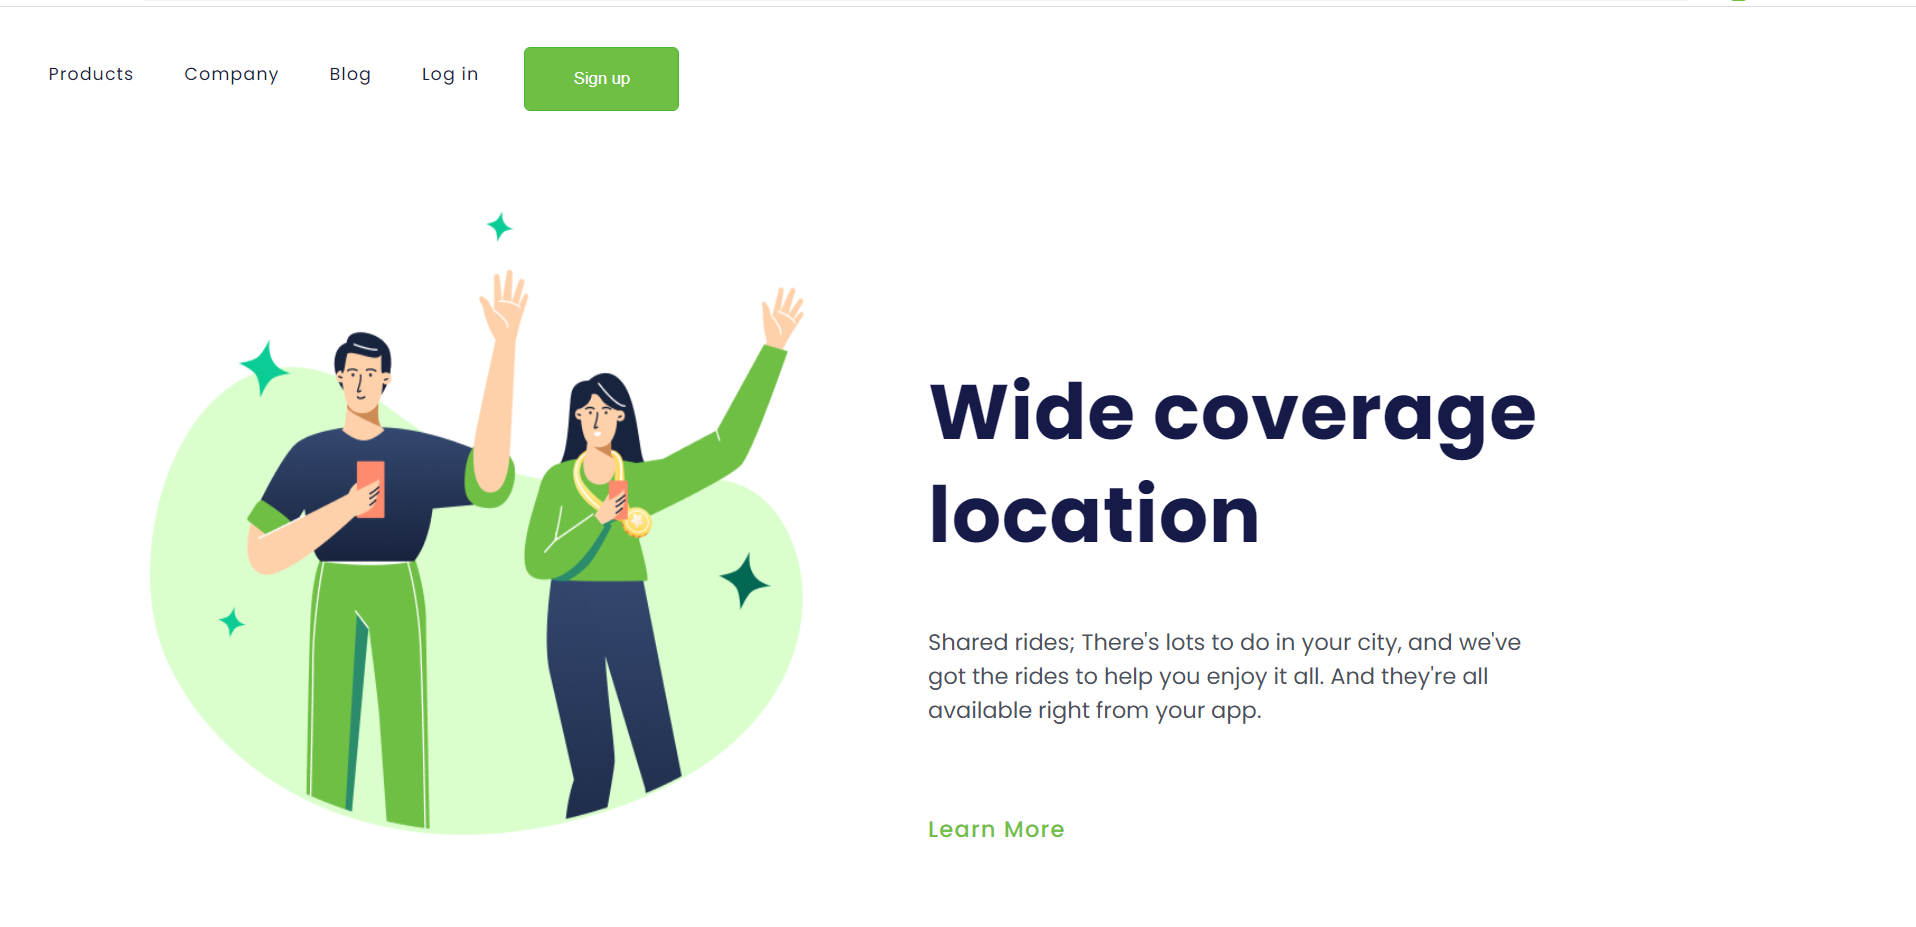 Products Company Blog Log in Sign up
Wide coverage
location
Shared rides; There's lots to do in your city, and we've
got the rides to help you enjoy it all. And they're all
available right from your app.
Learn More